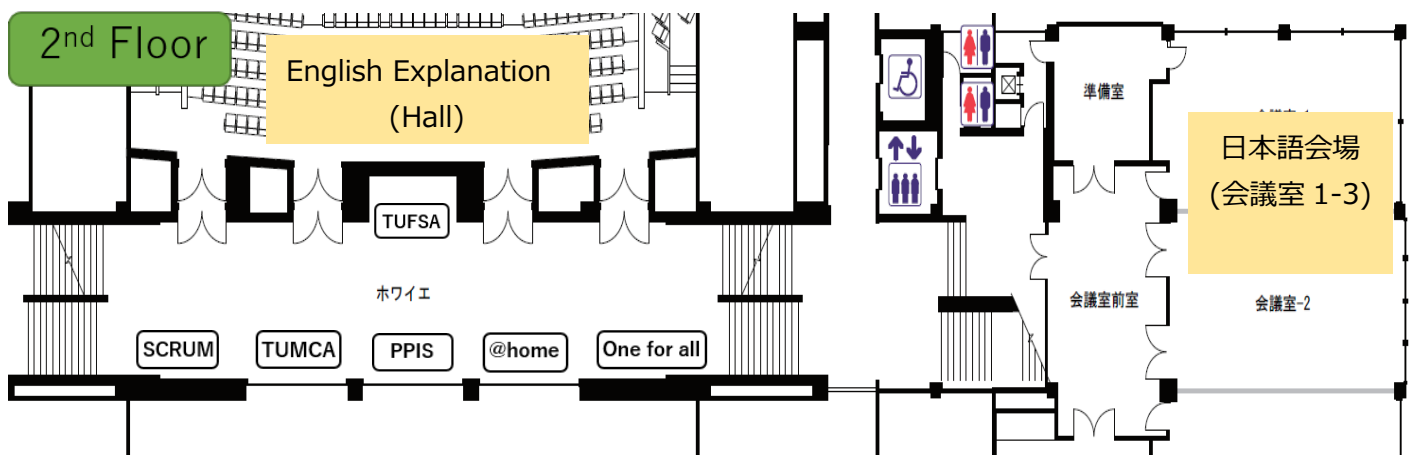 2nd Floor
English Explanation
(Hall)
準備室
日本語会場
(会議室 1-3)
TUFSA
ホワイエ
会議室前室
会議室-2
SCRUM
TUMCA
PPIS
@home
One for all